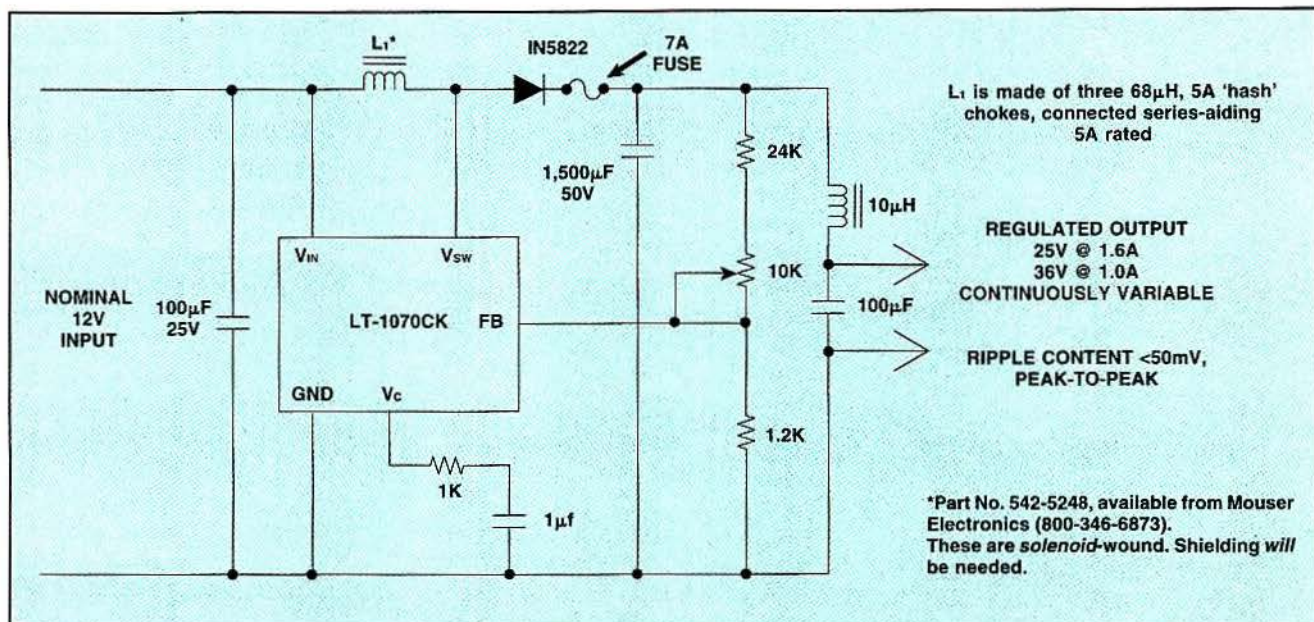 L₁*
IN5822
7A
FUSE
L₁ is made of three 68μH, 5A ‘hash’
chokes, connected series-aiding
5A rated
24K
1,500μF
50V
10μH
VIN
VSW
REGULATED OUTPUT
25V @ 1.6A
36V @ 1.0A
CONTINUOUSLY VARIABLE
10K
NOMINAL
12V
INPUT
100μF
25V
LT-1070CK
FB
100μF
RIPPLE CONTENT <50mV,
PEAK-TO-PEAK
GND
VC
1.2K
1K
1μf
*Part No. 542-5248, available from Mouser
Electronics (800-346-6873).
These are solenoid-wound. Shielding will
be needed.